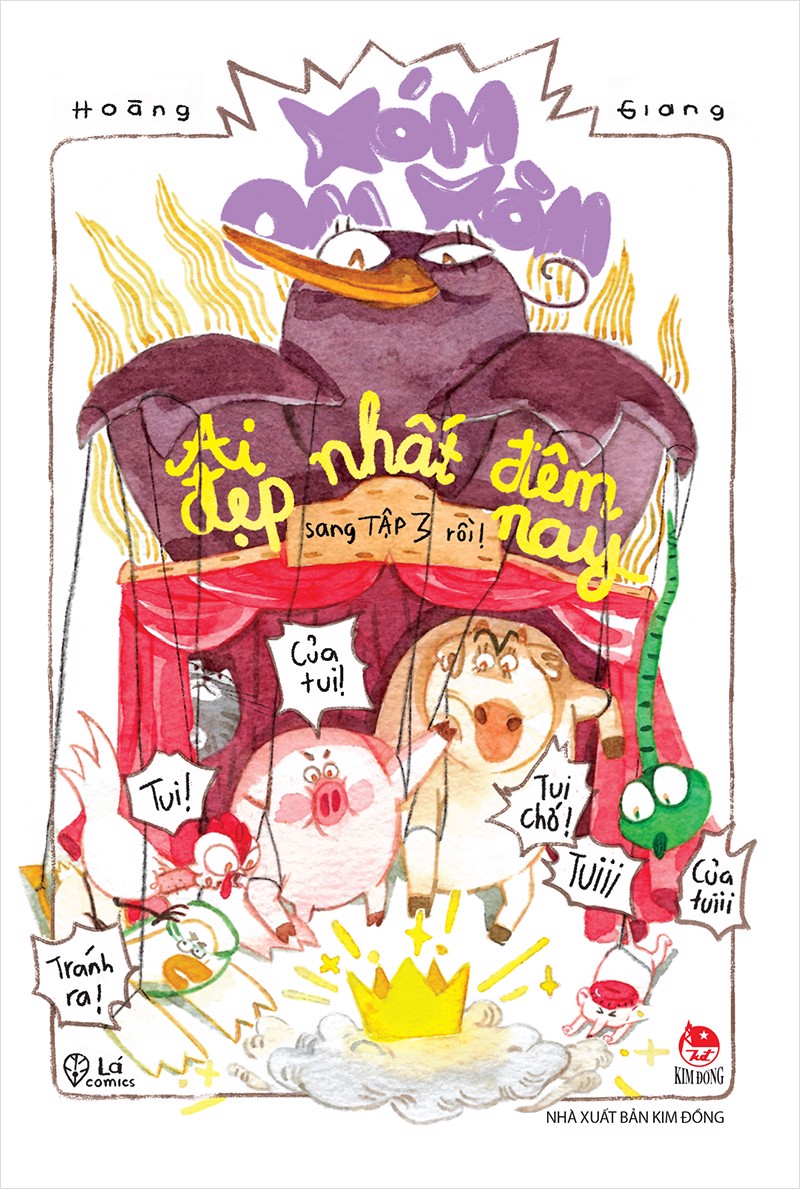 Hoàng
Giang
XÓM
OM XÒM
Ai nhất đêm
đẹp nay
sang TẬP 3 rồi!
Của
tui!
Tui!
Tui
chớ!
TUIII
Của
tuiii
Tránh
ra!
Lá
comics
kđ
KIM ĐỒNG
NHÀ XUẤT BẢN KIM ĐỒNG